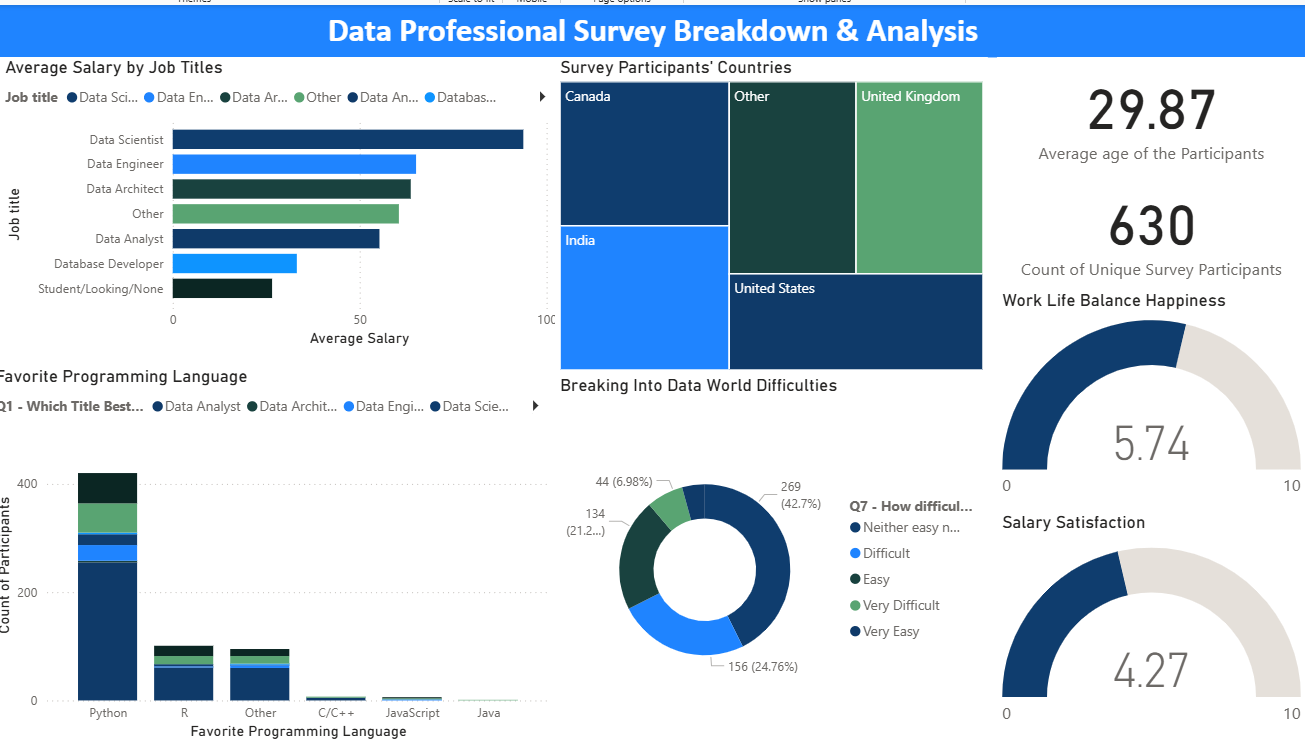 Data Professional Survey Breakdown & Analysis
Average Salary by Job Titles
Job title Data Sci... Data En... Data Ar... Other Data An... Databas...
Job title
Data Scientist
Data Engineer
Data Architect
Other
Data Analyst
Database Developer
Student/Looking/None
0 50 100
Average Salary
Survey Participants' Countries
Canada
Other
United Kingdom
India
United States
29.87
Average age of the Participants
630
Count of Unique Survey Participants
Work Life Balance Happiness
5.74
0 10
Salary Satisfaction
4.27
0 10
Favorite Programming Language
Q1 - Which Title Best... Data Analyst Data Archit... Data Engi... Data Scie...
Count of Participants
400
200
0
Python R Other C/C++ JavaScript Java
Favorite Programming Language
Breaking Into Data World Difficulties
44 (6.98%)
269
(42.7%)
134
(21.2...)
156 (24.76%)
Q7 - How difficul...
Neither easy n...
Difficult
Easy
Very Difficult
Very Easy